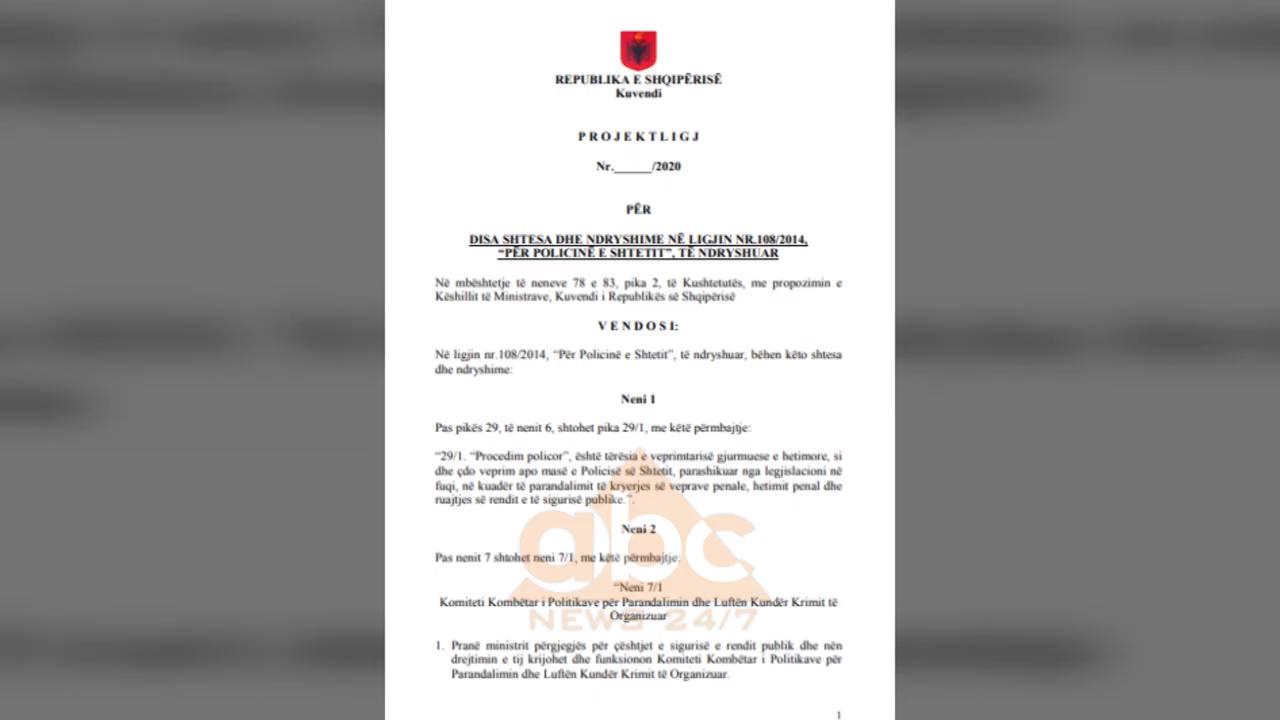 REPUBLIKA E SHQIPËRISË
Kuvendi
P R O J E K T L I G J
Nr.______/2020
PËR
DISA SHTESA DHE NDRYSHIME NË LIGJIN NR.108/2014,
“PËR POLICINË E SHTETIT”, TË NDRYSHUAR
Në mbështetje të neneve 78 e 83, pika 2, të Kushtetutës, me propozimin e
Këshillit të Ministrave, Kuvendi i Republikës së Shqipërisë
V E N D O S I:
Në ligjin nr.108/2014, “Për Policinë e Shtetit”, të ndryshuar, bëhen këto shtesa
dhe ndryshime:
Neni 1
Pas pikës 29, të nenit 6, shtohet pika 29/1, me këtë përmbajtje:
“29/1. “Procedim policor”, është tërësia e veprimtarisë gjurmuese e hetimore, si
dhe çdo veprim apo masë e Policisë së Shtetit, parashikuar nga legjislacioni në
fuqi, në kuadër të parandalimit të kryerjes së veprave penale, hetimit penal dhe
ruajtjes së rendit e të sigurisë publike.”.
Neni 2
Pas nenit 7 shtohet neni 7/1, me këtë përmbajtje:
“Neni 7/1
Komiteti Kombëtar i Politikave për Parandalimin dhe Luftën Kundër Krimit të
Organizuar
abc
NEWS 24/7
1. Pranë ministrit përgjegjës për çështjet e sigurisë e rendit publik dhe nën
drejtimin e tij krijohet dhe funksionon Komiteti Kombëtar i Politikave për
Parandalimin dhe Luftën Kundër Krimit të Organizuar.
1